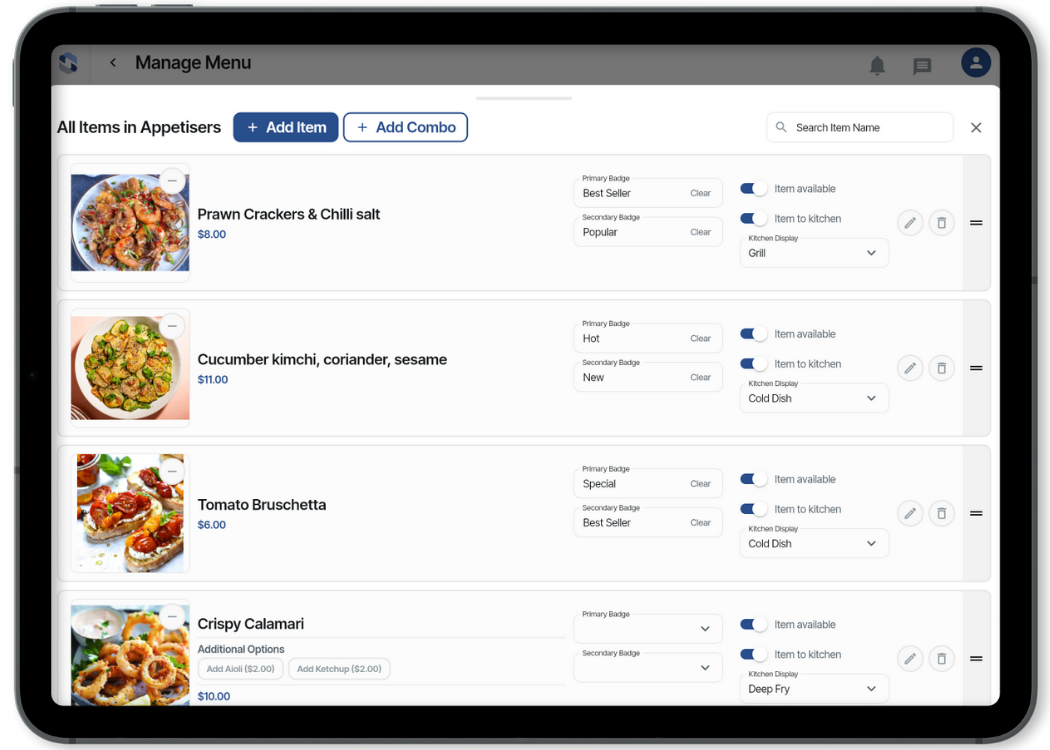 Manage Menu
All Items in Appetisers
+ Add Item
+ Add Combo
Search Item Name
Prawn Crackers & Chilli salt
$8.00
Primary Badge
Best Seller Clear
Secondary Badge
Popular Clear
Item available
Item to kitchen
Kitchen Display
Grill
Cucumber kimchi, coriander, sesame
$11.00
Primary Badge
Hot Clear
Secondary Badge
New Clear
Item available
Item to kitchen
Kitchen Display
Cold Dish
Tomato Bruschetta
$6.00
Primary Badge
Special Clear
Secondary Badge
Best Seller Clear
Item available
Item to kitchen
Kitchen Display
Cold Dish
Crispy Calamari
Additional Options
Add Aioli ($2.00) Add Ketchup ($2.00)
$10.00
Primary Badge
Secondary Badge
Item available
Item to kitchen
Kitchen Display
Deep Fry